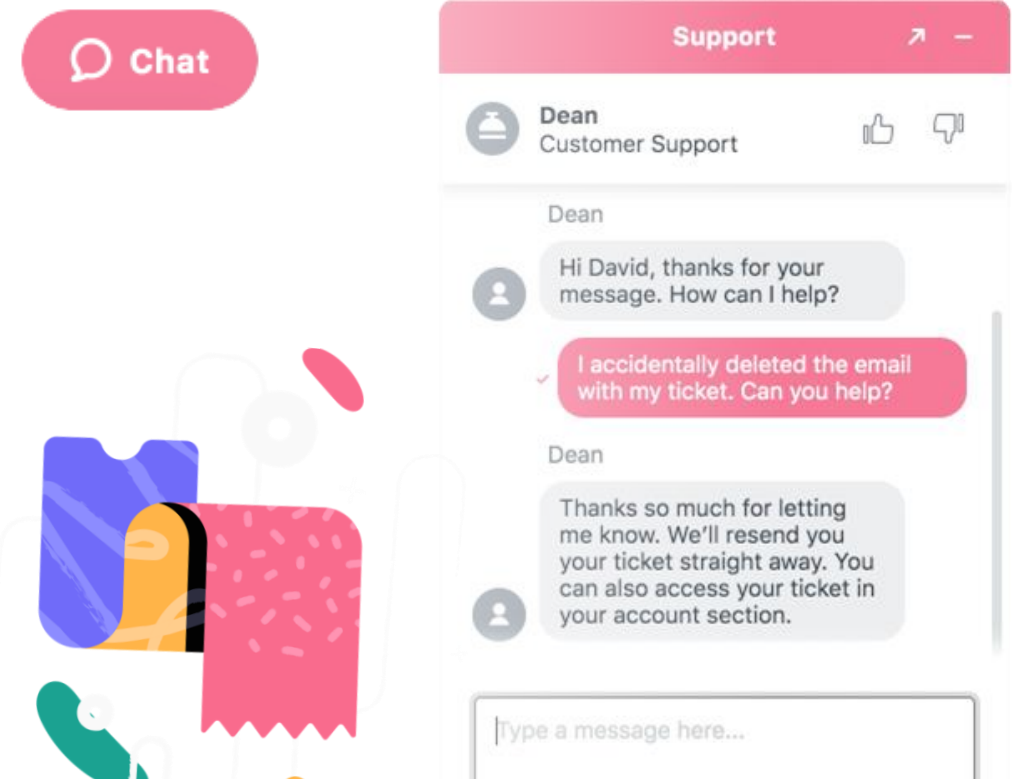 Chat
Support
Dean
Customer Support
Dean
Hi David, thanks for your
message. How can I help?
I accidentally deleted the email
with my ticket. Can you help?
Dean
Thanks so much for letting
me know. We’ll resend you
your ticket straight away. You
can also access your ticket in
your account section.
Type a message here...